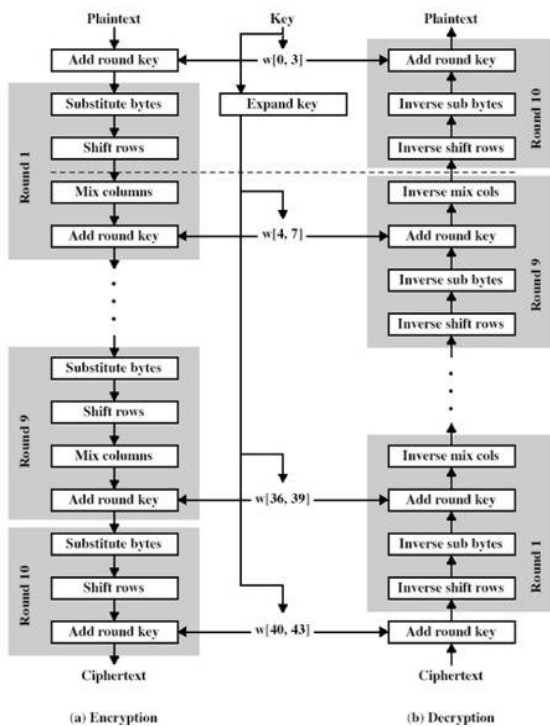 Plaintext
Key
Plaintext
Add round key
w[0, 3]
Add round key
Substitute bytes
Expand key
Inverse sub bytes
Round 10
Shift rows
Inverse shift rows
Round 1
Mix columns
Inverse mix cols
Add round key
w[4, 7]
Add round key
Round 9
Inverse sub bytes
Inverse shift rows
Substitute bytes
Round 9
Shift rows
Mix columns
Inverse mix cols
Add round key
w[36, 39]
Add round key
Substitute bytes
Inverse sub bytes
Round 1
Round 10
Shift rows
Inverse shift rows
Add round key
w[40, 43]
Add round key
Ciphertext
Ciphertext
(a) Encryption
(b) Decryption